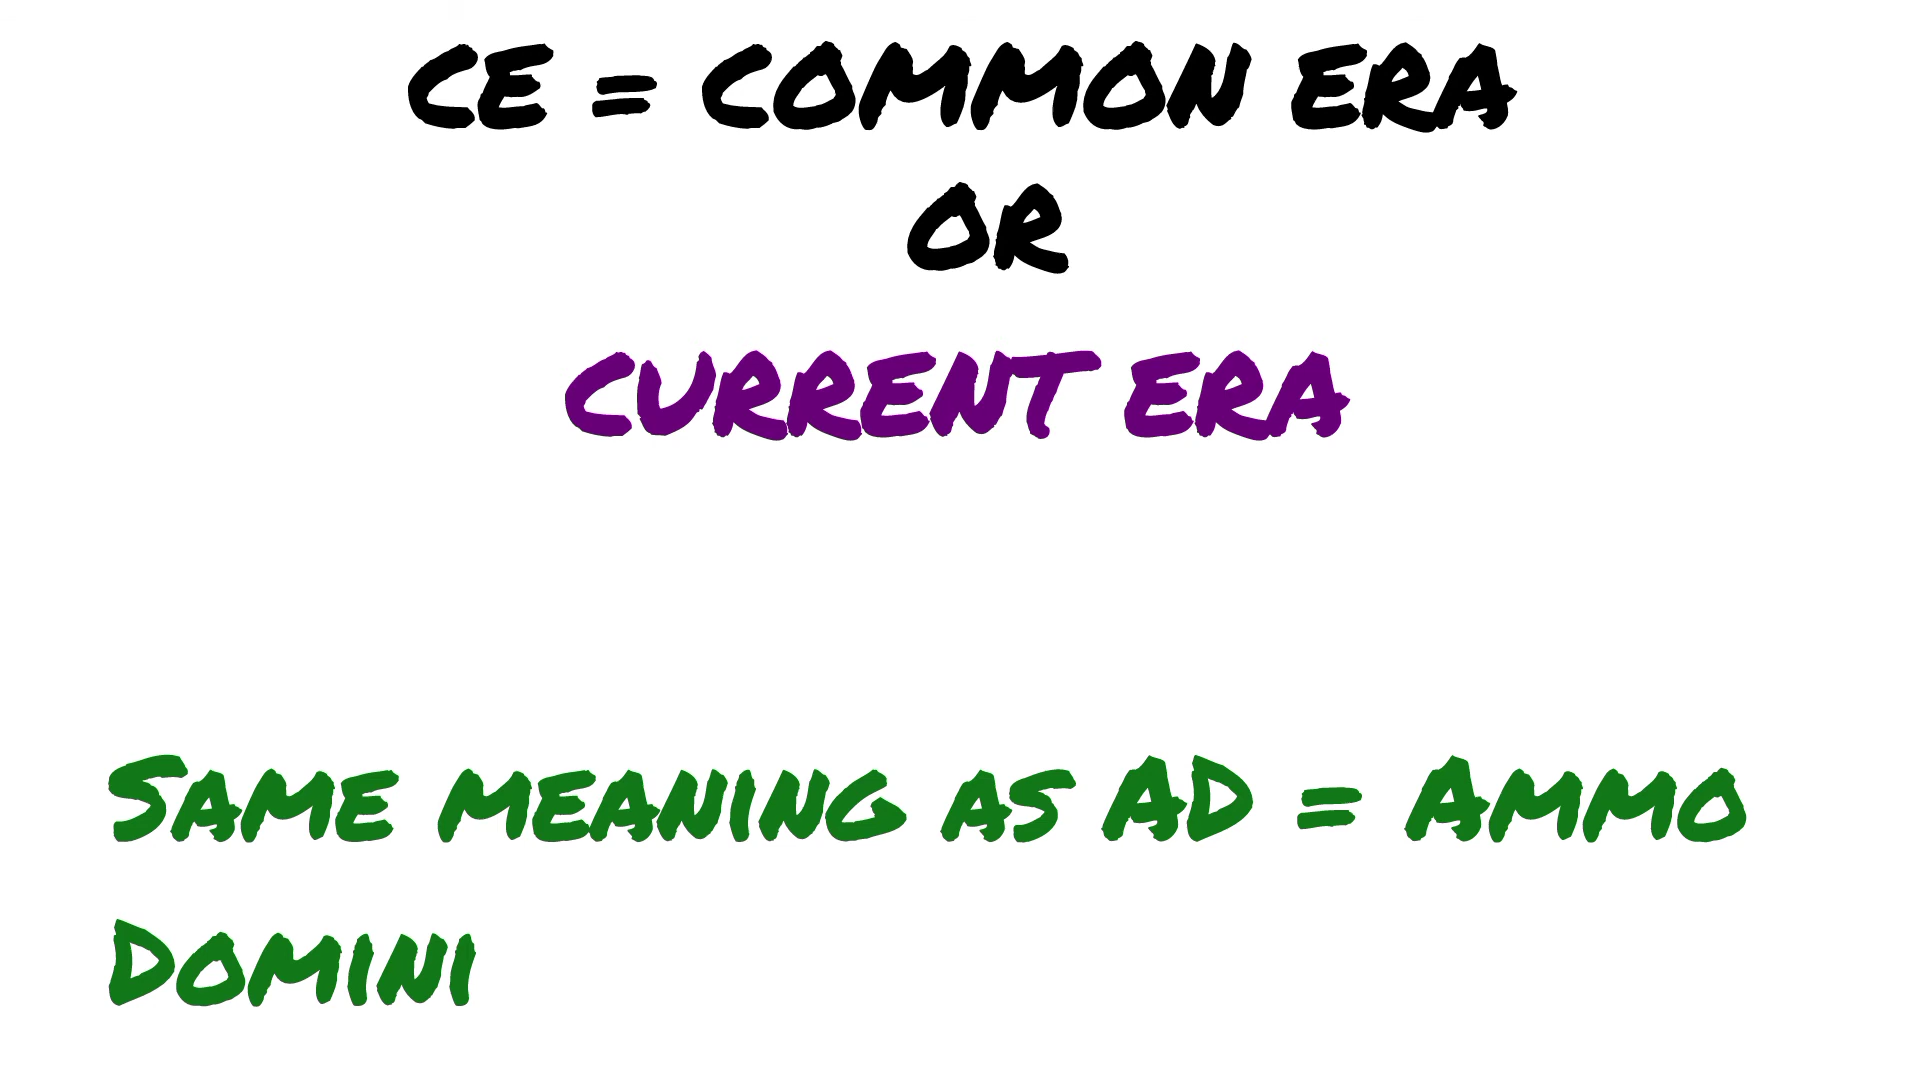 CE = COMMON ERA
OR
CURRENT ERA
SAME MEANING AS AD = AMMO
DOMINI